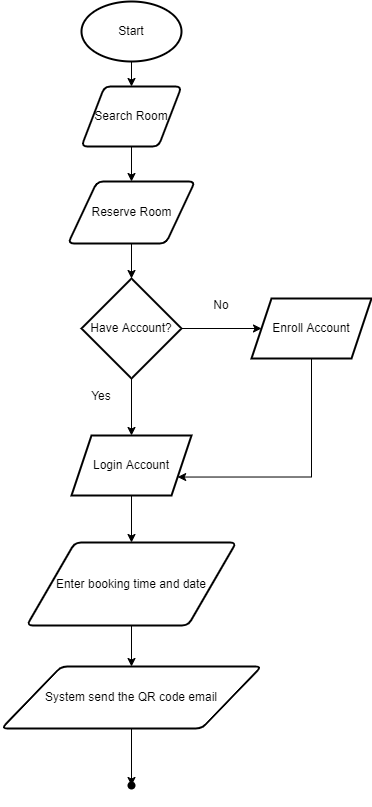 Start
Search Room
Reserve Room
Have Account?
No
Enroll Account
Yes
Login Account
Enter booking time and date
System send the QR code email